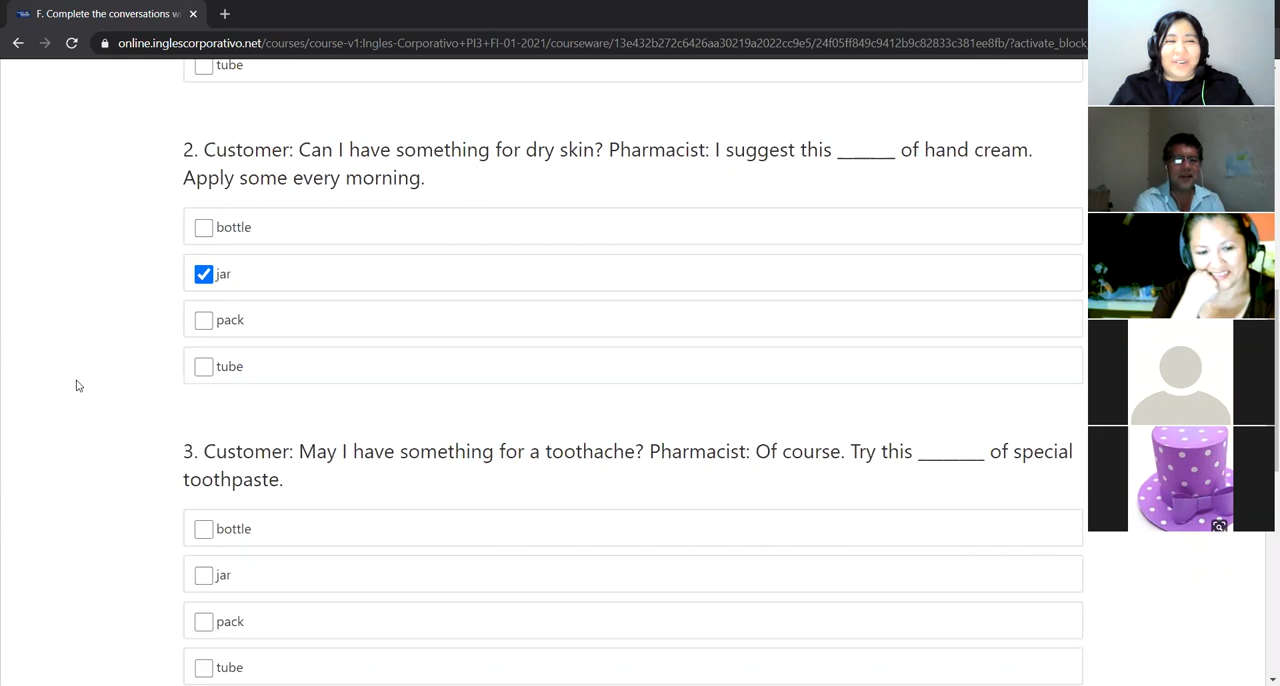 F. Complete the conversations wi
online.inglescorporativo.net/courses/course-v1:Ingles-Corporativo+PI3+FI-01-2021/courseware/13e432b272c6426aa30219a2022cc9e5/24f05ff849c9412b9c82833c381ee8fb/?activate_block_
tube
2. Customer: Can I have something for dry skin? Pharmacist: I suggest this ______ of hand cream.
Apply some every morning.
bottle
jar
pack
tube
3. Customer: May I have something for a toothache? Pharmacist: Of course. Try this _______ of special
toothpaste.
bottle
jar
pack
tube